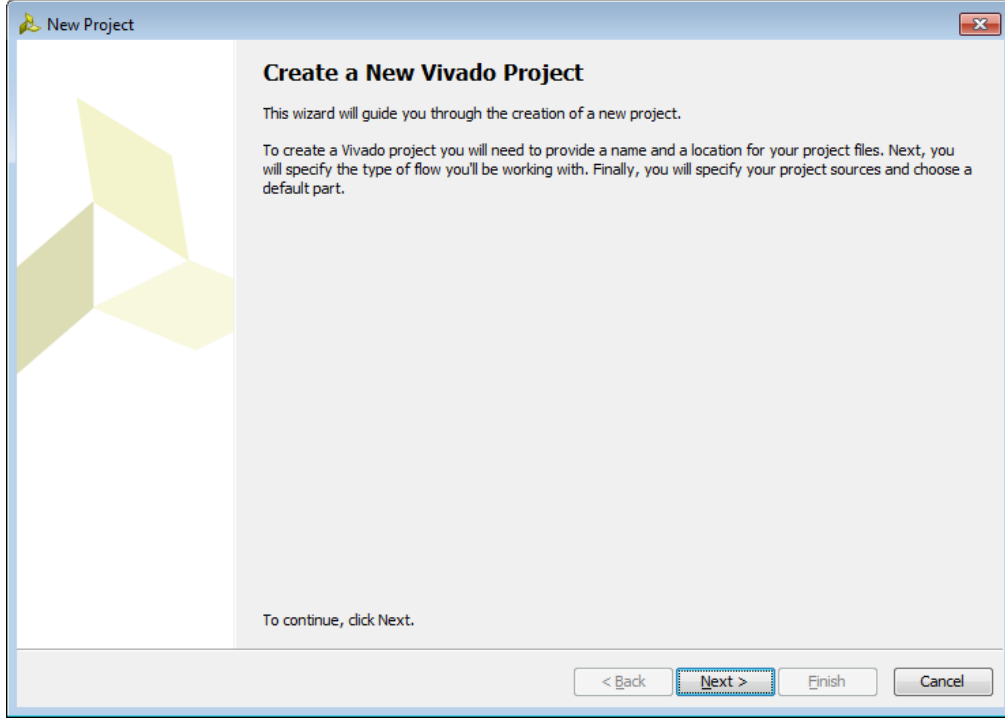 New Project
Create a New Vivado Project
This wizard will guide you through the creation of a new project.
To create a Vivado project you will need to provide a name and a location for your project files. Next, you
will specify the type of flow you'll be working with. Finally, you will specify your project sources and choose a
default part.
To continue, click Next.
< Back Next > Finish Cancel